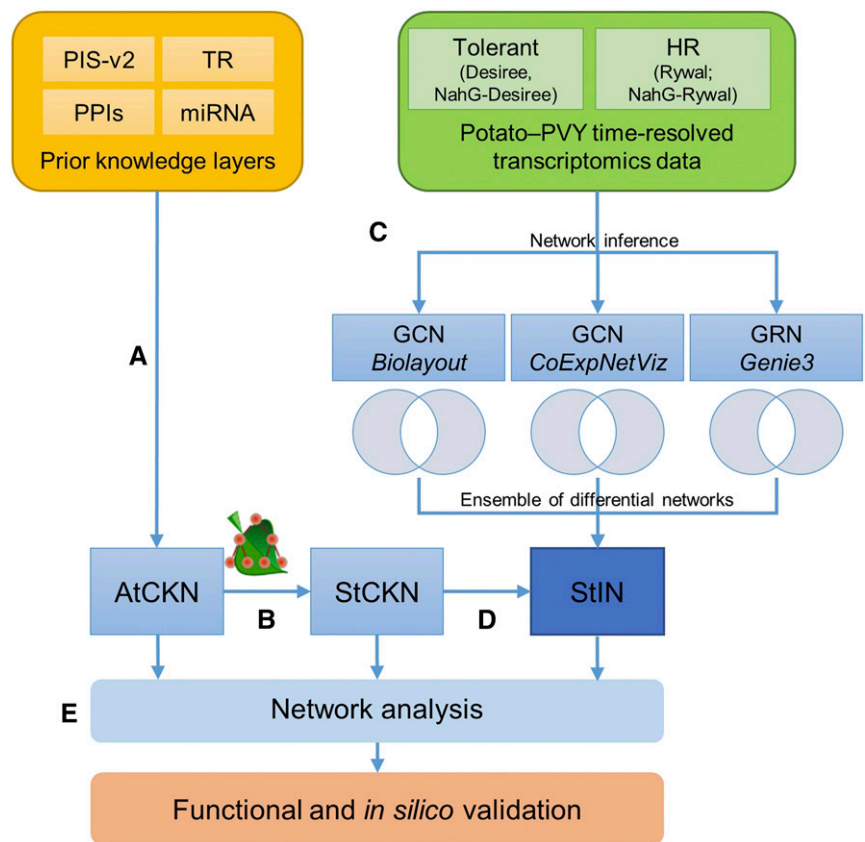 PIS-v2
TR
PPIs
miRNA
Prior knowledge layers
Tolerant
(Desiree,
NahG-Desiree)
HR
(Rywal;
NahG-Rywal)
Potato–PVY time-resolved
transcriptomics data
C
Network inference
A
GCN
Biolayout
GCN
CoExpNetViz
GRN
Genie3
Ensemble of differential networks
AtCKN
B
StCKN
D
StIN
E
Network analysis
Functional and in silico validation